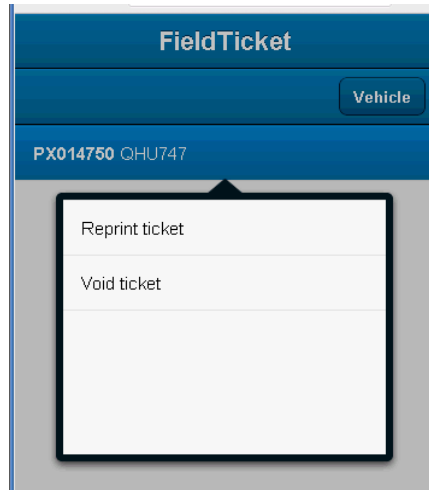 FieldTicket
Vehicle
PX014750 QHU747
Reprint ticket
Void ticket